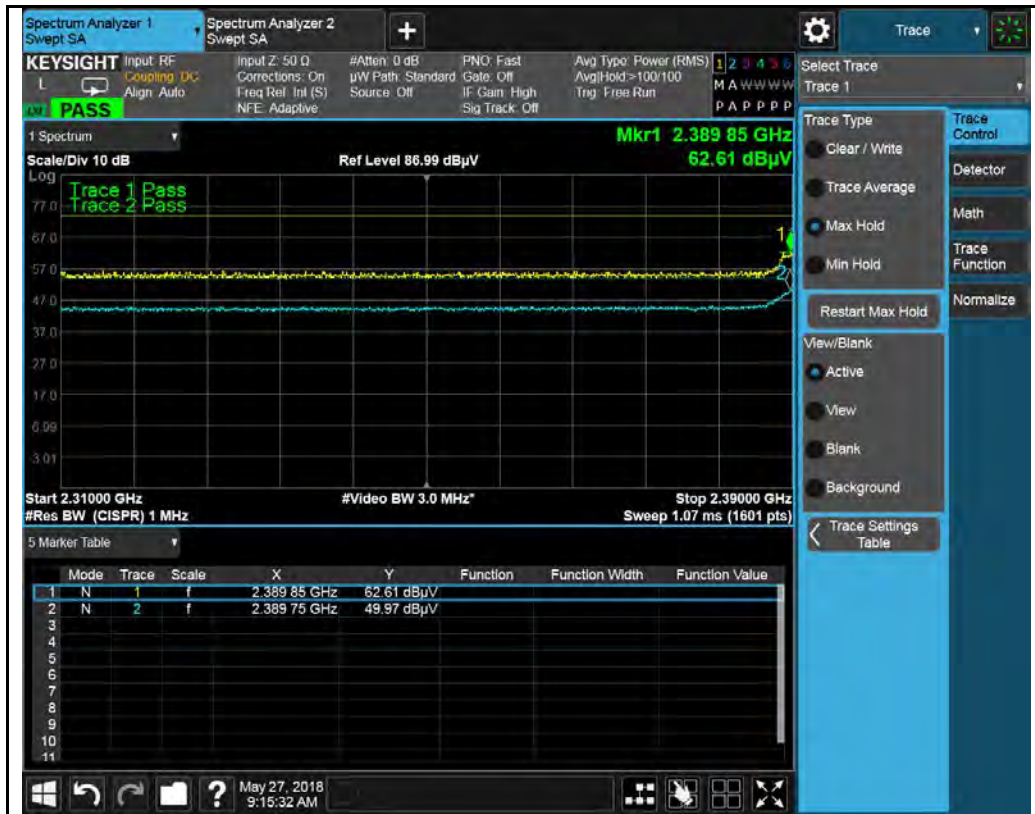 Spectrum Analyzer 1
Swept SA
Spectrum Analyzer 2
Swept SA
Trace
KEYSIGHT
L
PASS
Input: RF
Coupling: DC
Align: Auto
Input Z: 50 Ω
Corrections: On
Freq Ref: Int (S)
NFE: Adaptive
#Atten: 0 dB
µW Path: Standard
Source: Off
PNO: Fast
Gate: Off
IF Gain: High
Sig Track: Off
Avg Type: Power (RMS)
Avg|Hold:>100/100
Trig: Free Run
1 2 3 4 5 6
M A W W W W
P A P P P P
Select Trace
Trace 1
1 Spectrum
Mkr1 2.389 85 GHz
62.61 dBµV
Scale/Div 10 dB
Ref Level 86.99 dBµV
Log
Trace 1 Pass
Trace 2 Pass
77.0
67.0
57.0
47.0
37.0
27.0
17.0
6.99
-3.01
1
2
Start 2.31000 GHz
#Video BW 3.0 MHz*
Stop 2.39000 GHz
#Res BW (CISPR) 1 MHz
Sweep 1.07 ms (1601 pts)
Trace Type
Clear / Write
Trace Average
Max Hold
Min Hold
Restart Max Hold
View/Blank
Active
View
Blank
Background
Trace Settings
Table
Trace
Control
Detector
Math
Trace
Function
Normalize
5 Marker Table
Mode Trace Scale X Y Function Function Width Function Value
1 N 1 f 2.389 85 GHz 62.61 dBµV
2 N 2 f 2.389 75 GHz 49.97 dBµV
3
4
5
6
7
8
9
10
11
?
May 27, 2018
9:15:32 AM